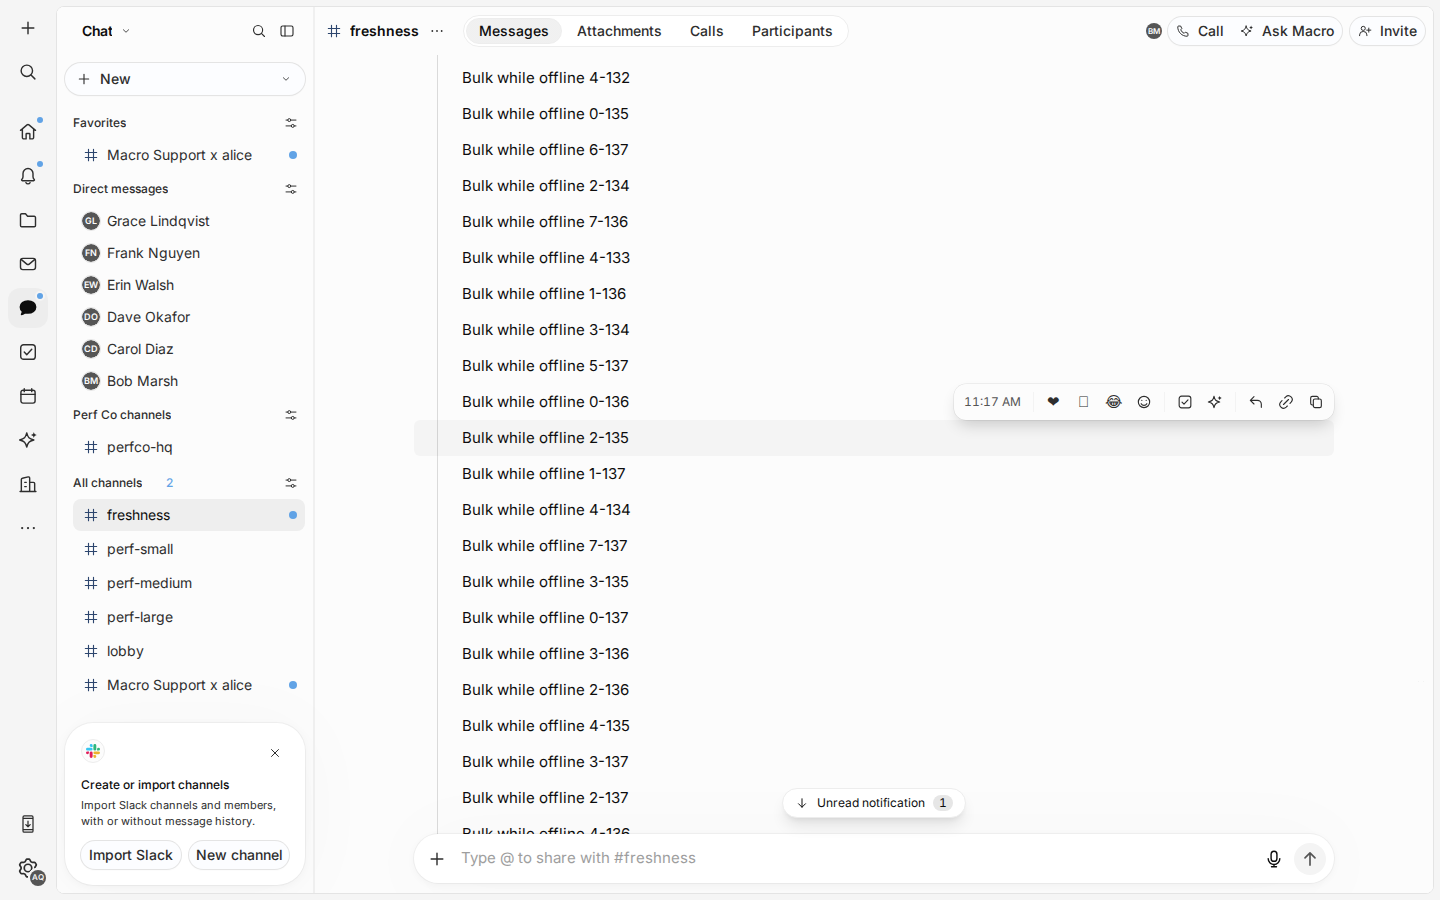 Chat
New
Favorites
Macro Support x alice
Direct messages
GL Grace Lindqvist
FN Frank Nguyen
EW Erin Walsh
DO Dave Okafor
CD Carol Diaz
BM Bob Marsh
Perf Co channels
perfco-hq
All channels 2
freshness
perf-small
perf-medium
perf-large
lobby
Macro Support x alice
Create or import channels
Import Slack channels and members,
with or without message history.
Import Slack New channel
AQ
freshness Messages Attachments Calls Participants BM Call Ask Macro Invite
Bulk while offline 4-132
Bulk while offline 0-135
Bulk while offline 6-137
Bulk while offline 2-134
Bulk while offline 7-136
Bulk while offline 4-133
Bulk while offline 1-136
Bulk while offline 3-134
Bulk while offline 5-137
Bulk while offline 0-136
11:17 AM
Bulk while offline 2-135
Bulk while offline 1-137
Bulk while offline 4-134
Bulk while offline 7-137
Bulk while offline 3-135
Bulk while offline 0-137
Bulk while offline 3-136
Bulk while offline 2-136
Bulk while offline 4-135
Bulk while offline 3-137
Bulk while offline 2-137
Unread notification 1
Bulk while offline 4-136
Type @ to share with #freshness